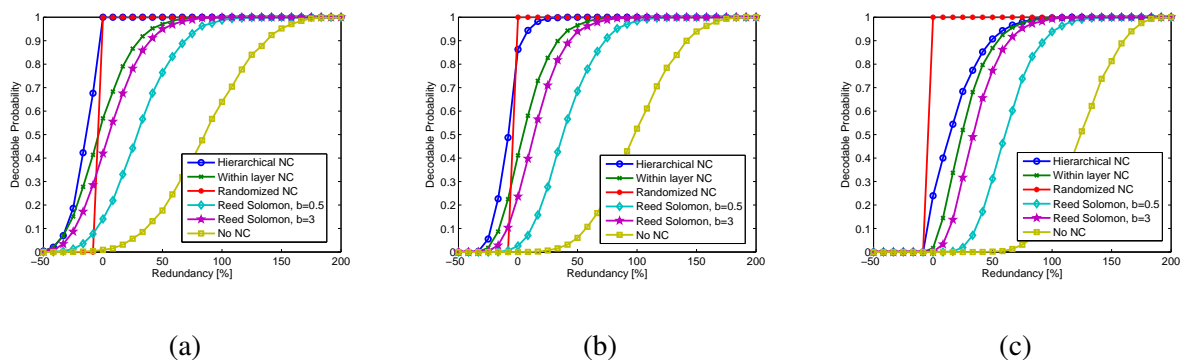 1
0.9
0.8
0.7
0.6
0.5
0.4
0.3
0.2
0.1
0
Decodable Probability
Hierarchical NC
Within layer NC
Randomized NC
Reed Solomon, b=0.5
Reed Solomon, b=3
No NC
−50 0 50 100 150 200
Redundancy [%]
(a)
1
0.9
0.8
0.7
0.6
0.5
0.4
0.3
0.2
0.1
0
Decodable Probability
Hierarchical NC
Within layer NC
Randomized NC
Reed Solomon, b=0.5
Reed Solomon, b=3
No NC
−50 0 50 100 150 200
Redundancy [%]
(b)
1
0.9
0.8
0.7
0.6
0.5
0.4
0.3
0.2
0.1
0
Decodable Probability
Hierarchical NC
Within layer NC
Randomized NC
Reed Solomon, b=0.5
Reed Solomon, b=3
No NC
−50 0 50 100 150 200
Redundancy [%]
(c)